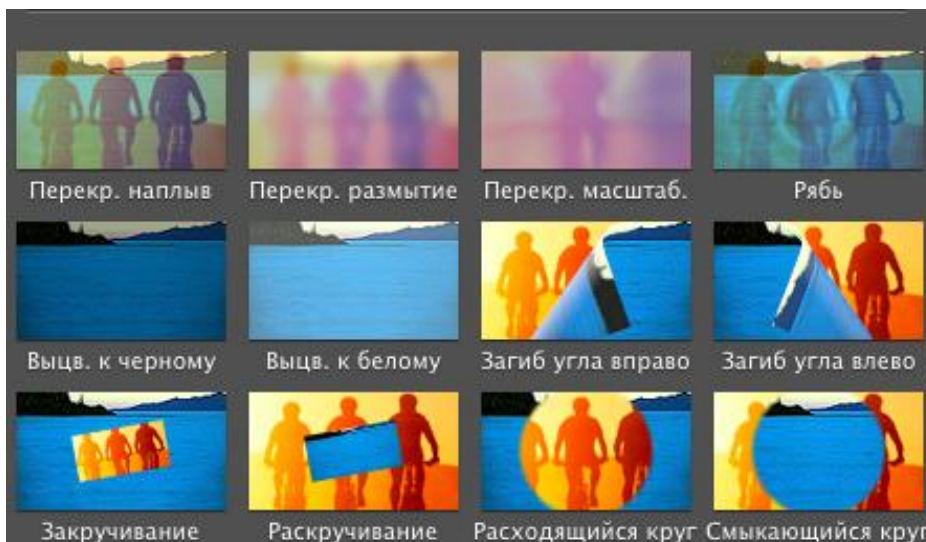 Перекр. наплыв
Перекр. размытие
Перекр. масштаб.
Рябь
Выцв. к черному
Выцв. к белому
Загиб угла вправо
Загиб угла влево
Закручивание
Раскручивание
Расходящийся круг
Смыкающийся круг